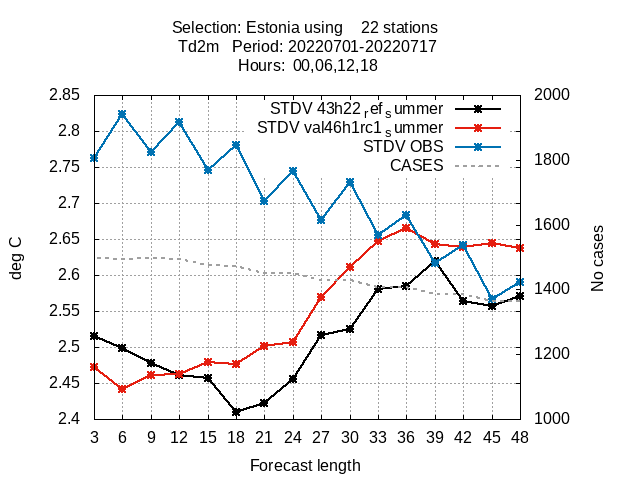 Selection: Estonia using 22 stations
Td2m Period: 20220701-20220717
Hours: 00,06,12,18
2.85 2000
STDV 43h22refsummer
STDV val46h1rc1summer
STDV OBS
CASES
2.8
2.75 1800
2.7
2.65 1600
2.6
2.55 1400
2.5
2.45 1200
2.4 1000
deg C
No cases
3 6 9 12 15 18 21 24 27 30 33 36 39 42 45 48
Forecast length